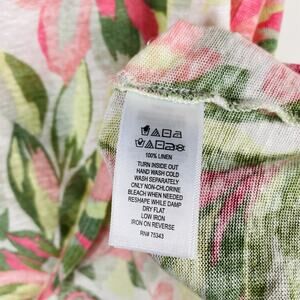 100% LINEN
TURN INSIDE OUT
HAND WASH COLD
WASH SEPARATELY
ONLY NON-CHLORINE
BLEACH WHEN NEEDED
RESHAPE WHILE DAMP
DRY FLAT
LOW IRON
IRON ON REVERSE
RN# 75343